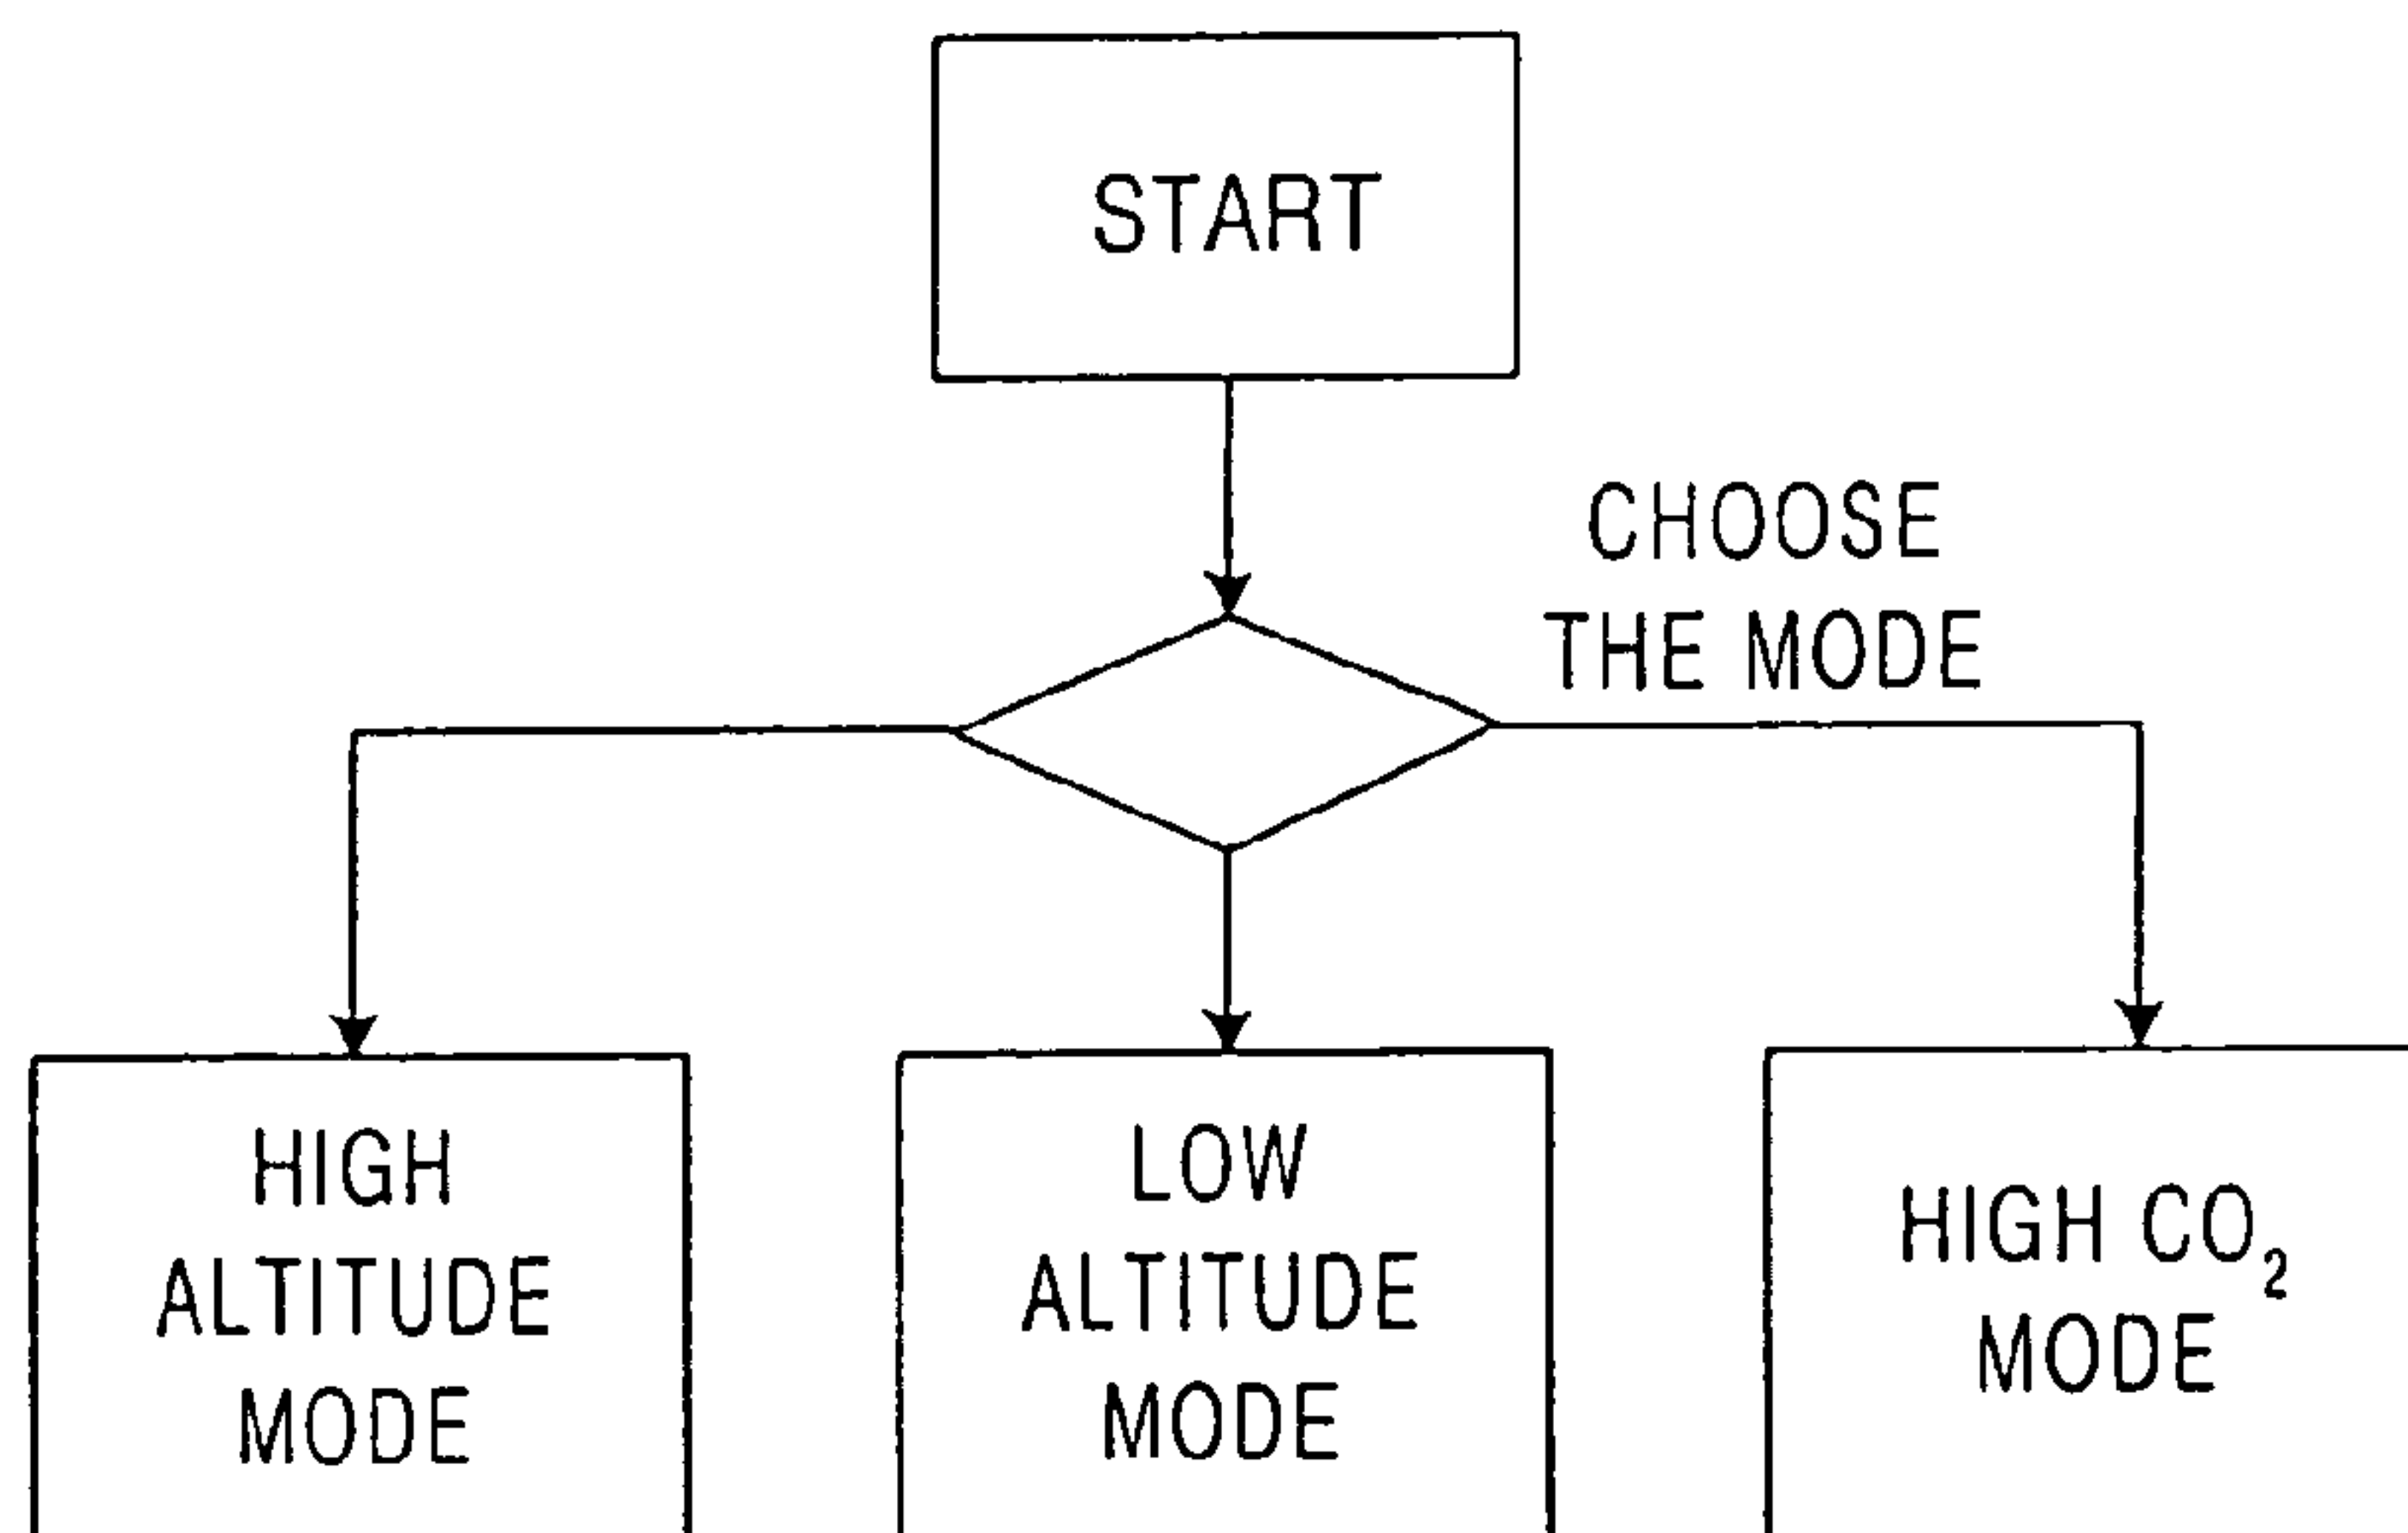 START
CHOOSE
THE MODE
HIGH
ALTITUDE
MODE
LOW
ALTITUDE
MODE
HIGH CO₂
MODE